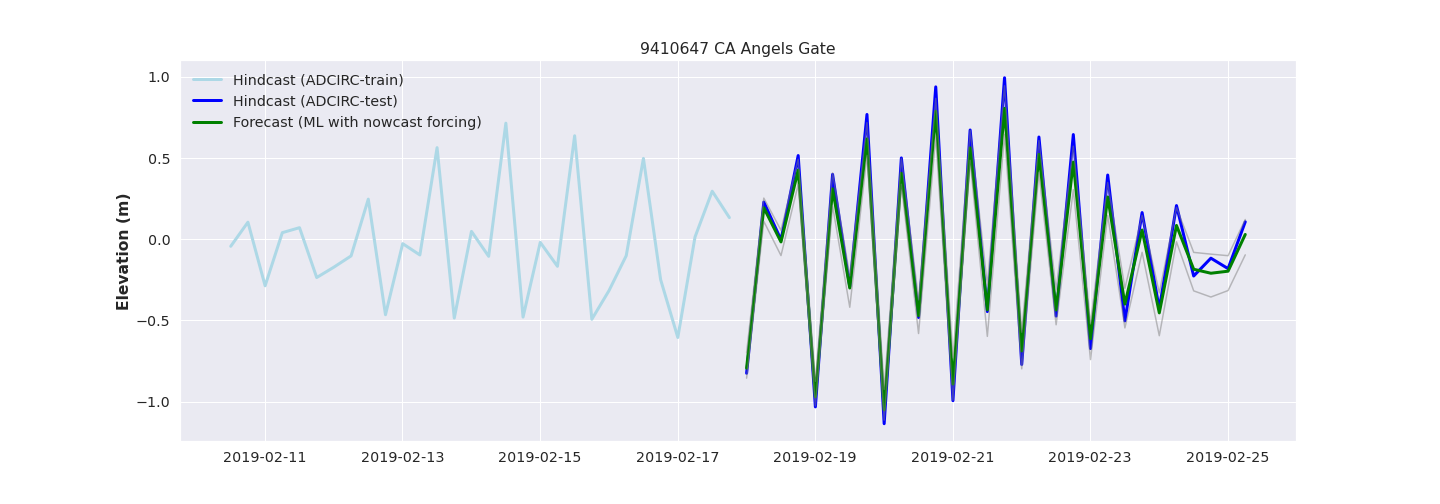 9410647 CA Angels Gate
Hindcast (ADCIRC-train)
Hindcast (ADCIRC-test)
Forecast (ML with nowcast forcing)
Elevation (m)
1.0
0.5
0.0
−0.5
−1.0
2019-02-11 2019-02-13 2019-02-15 2019-02-17 2019-02-19 2019-02-21 2019-02-23 2019-02-25